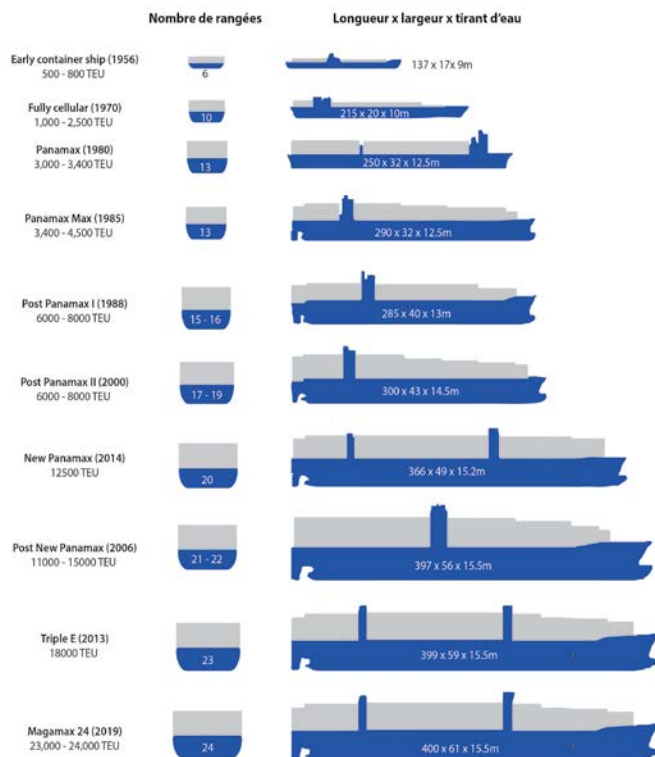 Nombre de rangées
Longueur x largeur x tirant d'eau
Early container ship (1956)
500 - 800 TEU
6
137 x 17x 9m
Fully cellular (1970)
1,000 - 2,500 TEU
10
215 x 20 x 10m
Panamax (1980)
3,000 - 3,400 TEU
13
250 x 32 x 12.5m
Panamax Max (1985)
3,400 - 4,500 TEU
13
290 x 32 x 12.5m
Post Panamax I (1988)
6000 - 8000 TEU
15 - 16
285 x 40 x 13m
Post Panamax II (2000)
6000 - 8000 TEU
17 - 19
300 x 43 x 14.5m
New Panamax (2014)
12500 TEU
20
366 x 49 x 15.2m
Post New Panamax (2006)
11000 - 15000 TEU
21 - 22
397 x 56 x 15.5m
Triple E (2013)
18000 TEU
23
399 x 59 x 15.5m
Magamax 24 (2019)
23,000 - 24,000 TEU
24
400 x 61 x 15.5m